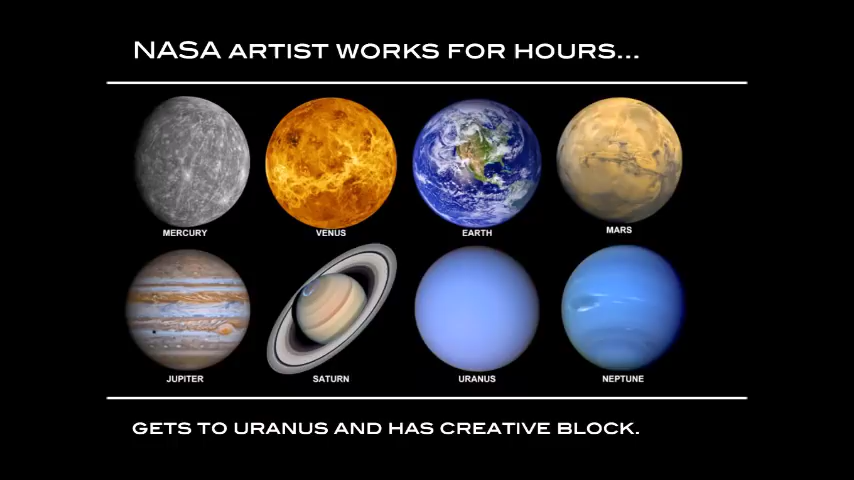 NASA ARTIST WORKS FOR HOURS...
MERCURY
VENUS
EARTH
MARS
JUPITER
SATURN
URANUS
NEPTUNE
GETS TO URANUS AND HAS CREATIVE BLOCK.